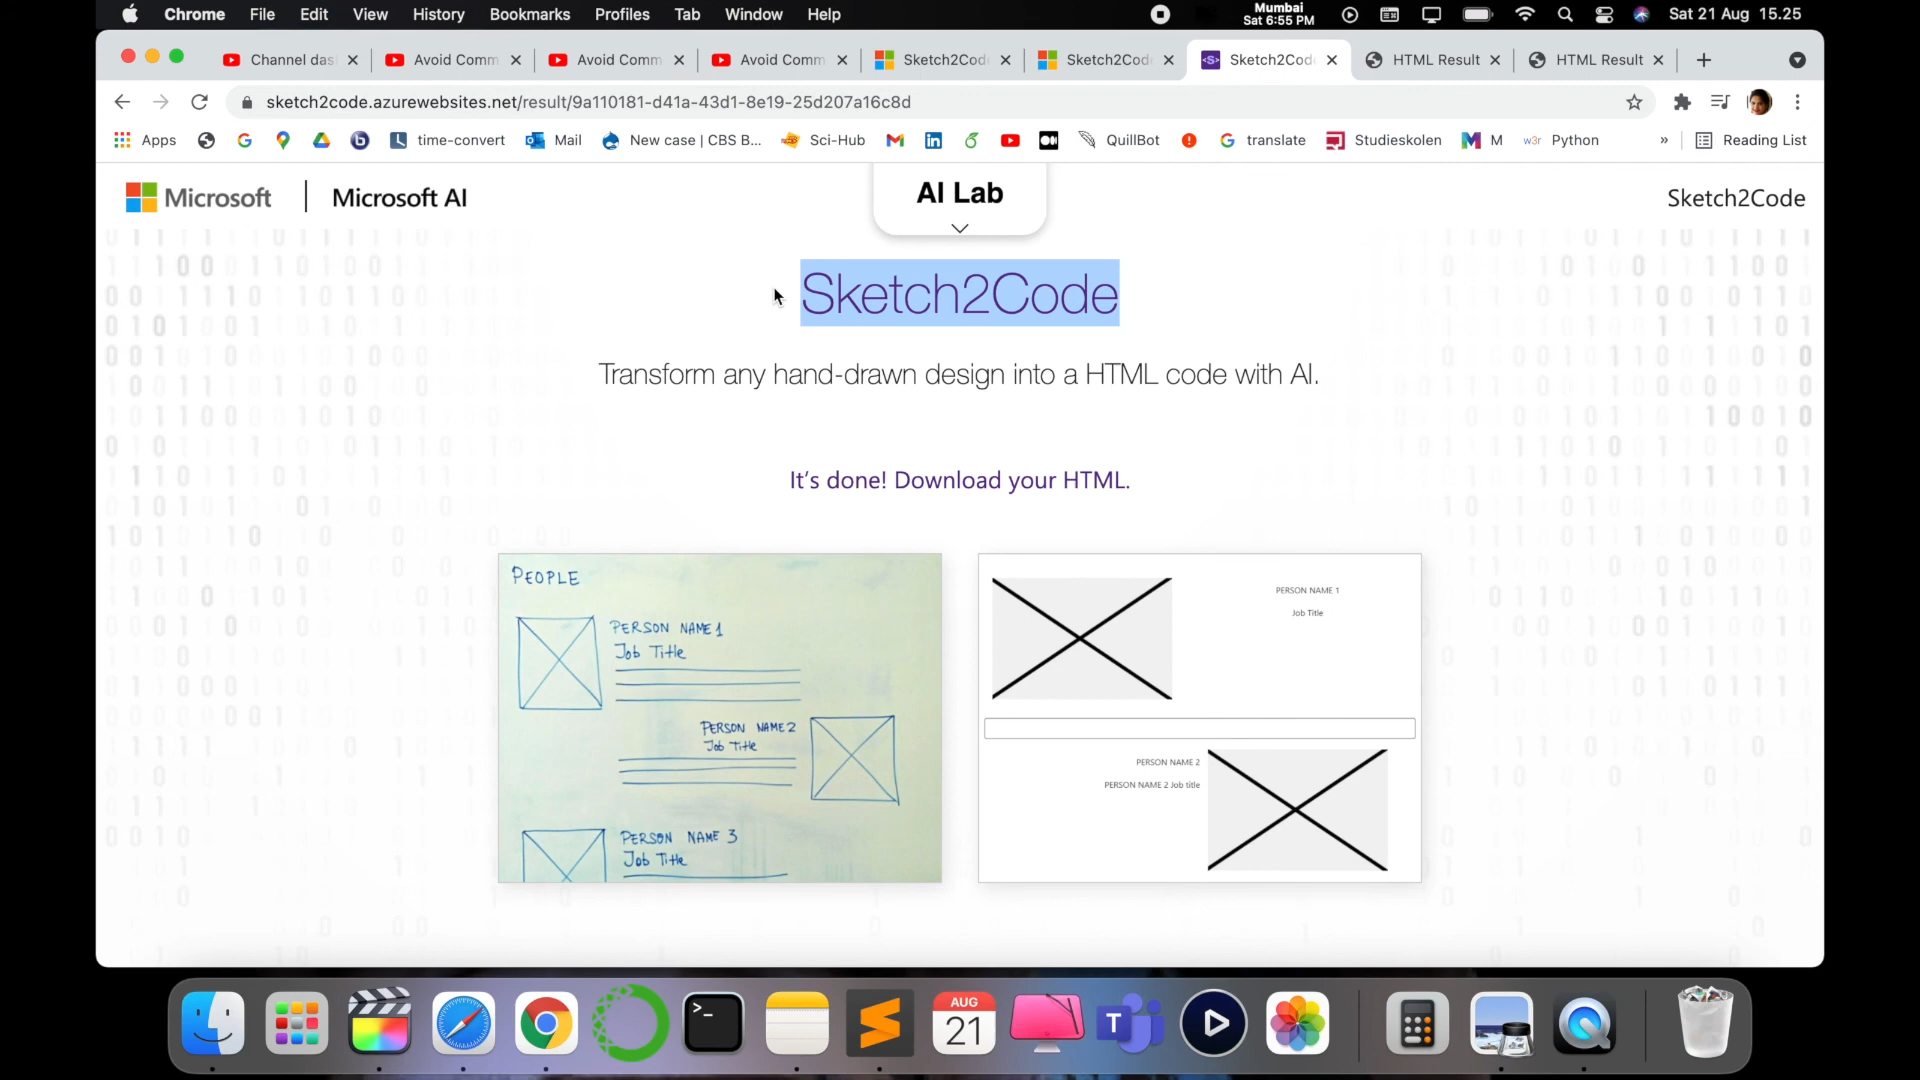 Chrome File Edit View History Bookmarks Profiles Tab Window Help
Mumbai
Sat 6:55 PM
Sat 21 Aug 15.25
Channel das
Avoid Comm
Avoid Comm
Avoid Comm
Sketch2Cod
Sketch2Cod
Sketch2Cod
HTML Result
HTML Result
sketch2code.azurewebsites.net/result/9a110181-d41a-43d1-8e19-25d207a16c8d
Apps
time-convert
Mail
New case | CBS B...
Sci-Hub
QuillBot
translate
Studieskolen
M
w3r Python
»
Reading List
Microsoft | Microsoft AI
AI Lab
Sketch2Code
Sketch2Code
Transform any hand-drawn design into a HTML code with AI.
It's done! Download your HTML.
PEOPLE
PERSON NAME 1
Job Title
PERSON NAME 2
Job Title
PERSON NAME 3
Job Title
PERSON NAME 1
Job Title
PERSON NAME 2
PERSON NAME 2 Job title
AUG
21
T